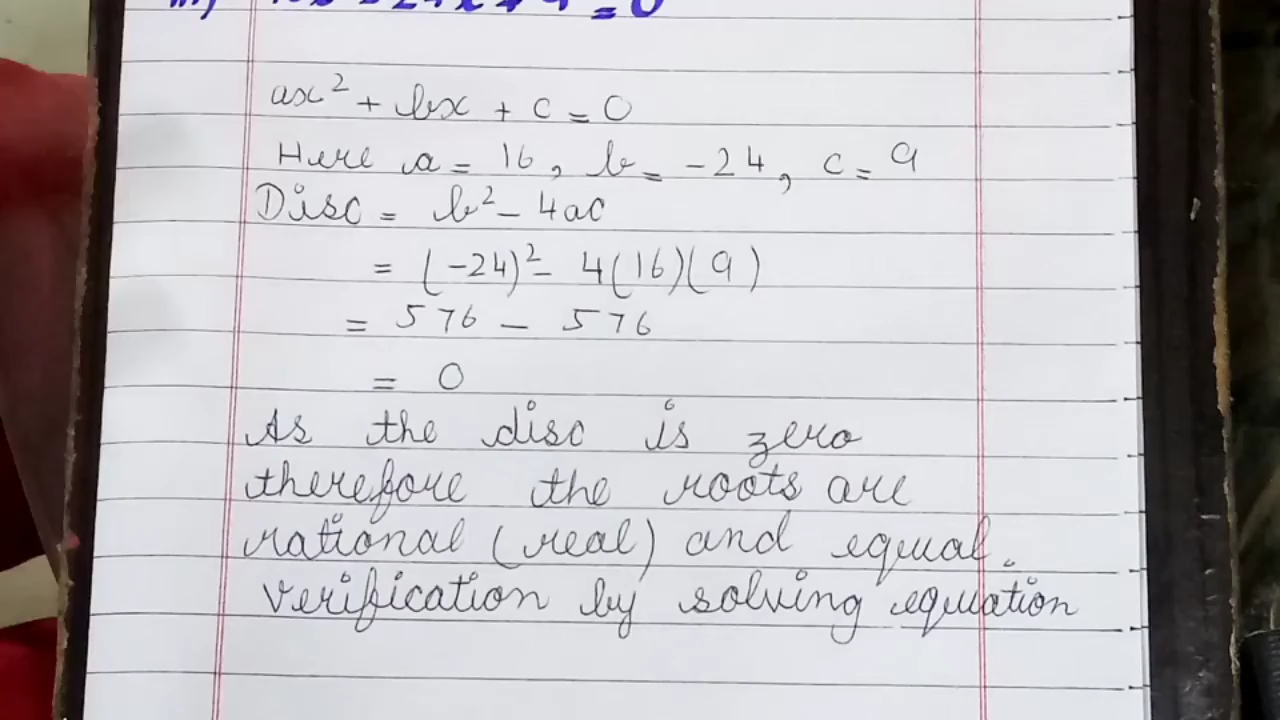 ax² + bx + c = 0
Here a = 16, b = -24, c = 9
Disc = b² - 4ac
= (-24)² - 4(16)(9)
= 576 - 576
= 0
As the disc is zero
therefore the roots are
rational (real) and equal.
verification by solving equation